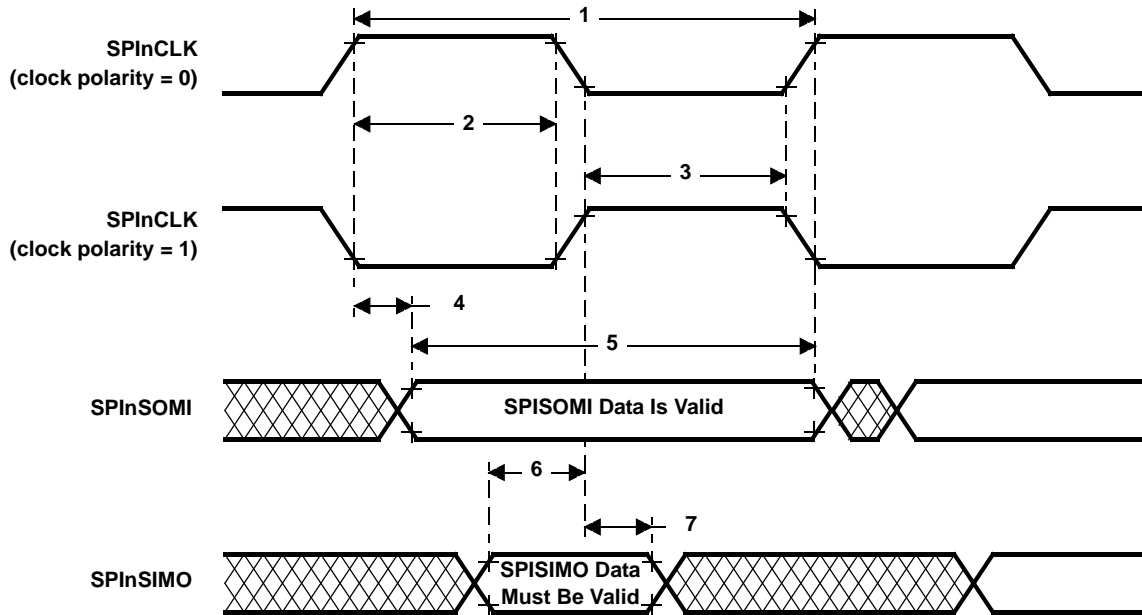 1
SPInCLK
(clock polarity = 0)
2
3
SPInCLK
(clock polarity = 1)
4
5
SPInSOMI
SPISOMI Data Is Valid
6
7
SPInSIMO
SPISIMO Data
Must Be Valid